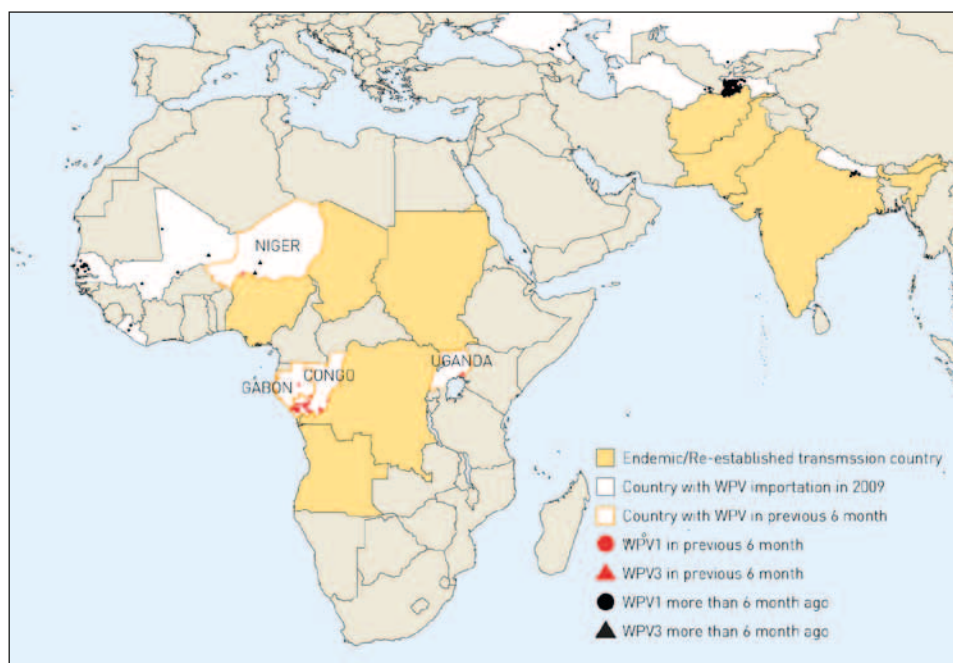 NIGER
UGANDA
GABON
CONGO
Endemic/Re-established transmssion country
Country with WPV importation in 2009
Country with WPV in previous 6 month
WPV1 in previous 6 month
WPV3 in previous 6 month
WPV1 more than 6 month ago
WPV3 more than 6 month ago